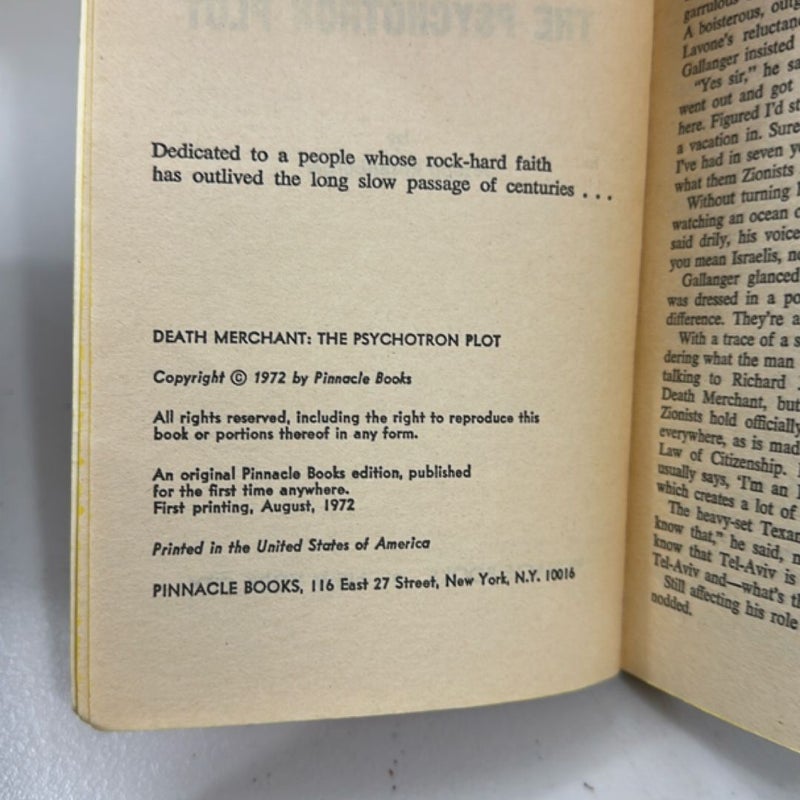 THE PSYCHOTRON PLOT
Dedicated to a people whose rock-hard faith
has outlived the long slow passage of centuries . . .
DEATH MERCHANT: THE PSYCHOTRON PLOT
Copyright © 1972 by Pinnacle Books
All rights reserved, including the right to reproduce this
book or portions thereof in any form.
An original Pinnacle Books edition, published
for the first time anywhere.
First printing, August, 1972
Printed in the United States of America
PINNACLE BOOKS, 116 East 27 Street, New York, N.Y. 10016
garrulous
A boisterous,
Lavone's
Gallanger insisted
"Yes sir," he
went out and got
here. Figured I'd
a vacation in. Sure
I've had in seven
what them Zionists
Without turning
watching an ocean
said drily, his voice
you mean Israelis,
Gallanger glanced
was dressed in a
difference. They're
With a trace of a
dering what the man
talking to Richard
Death Merchant, but
Zionists hold officially
everywhere, as is
Law of Citizenship.
usually says, 'I'm an
which creates a lot of
The heavy-set
know that," he said,
know that Tel-Aviv is
Tel-Aviv and—what's
Still affecting his role
nodded.